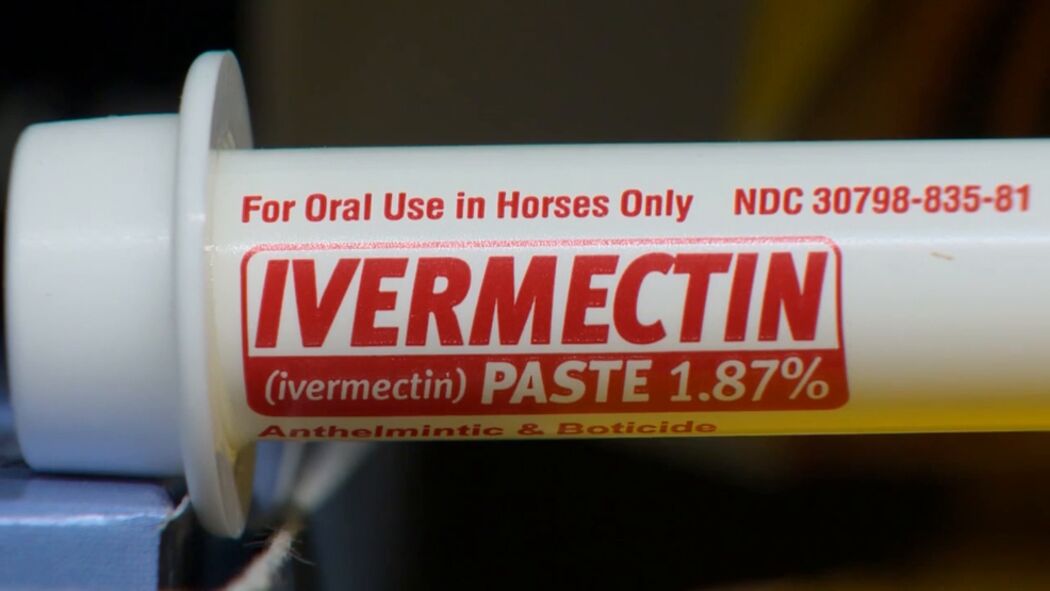 For Oral Use in Horses Only NDC 30798-835-81
IVERMECTIN
(ivermectin) PASTE 1.87%
Anthelmintic & Boticide